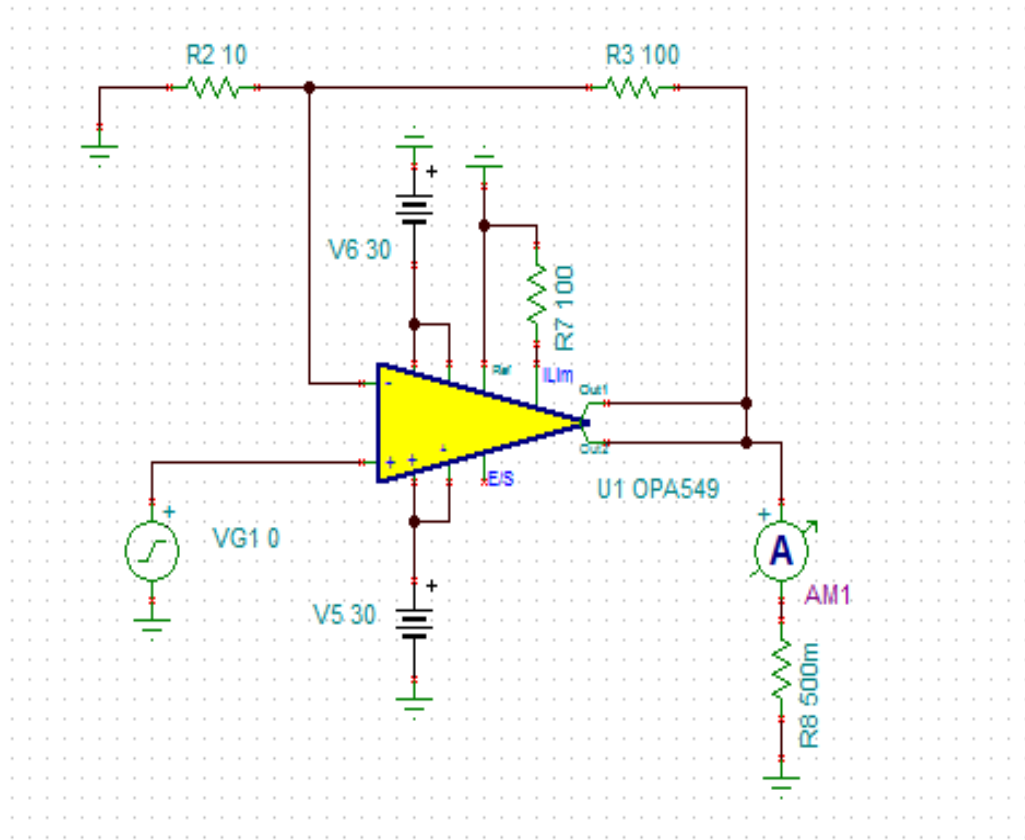 R2 10
R3 100
+
V6 30
R7 100
Ref
ILim
-
Out1
Out2
+
+
-
E/S
U1 OPA549
+
VG1 0
+
A
AM1
+
V5 30
R8 500m